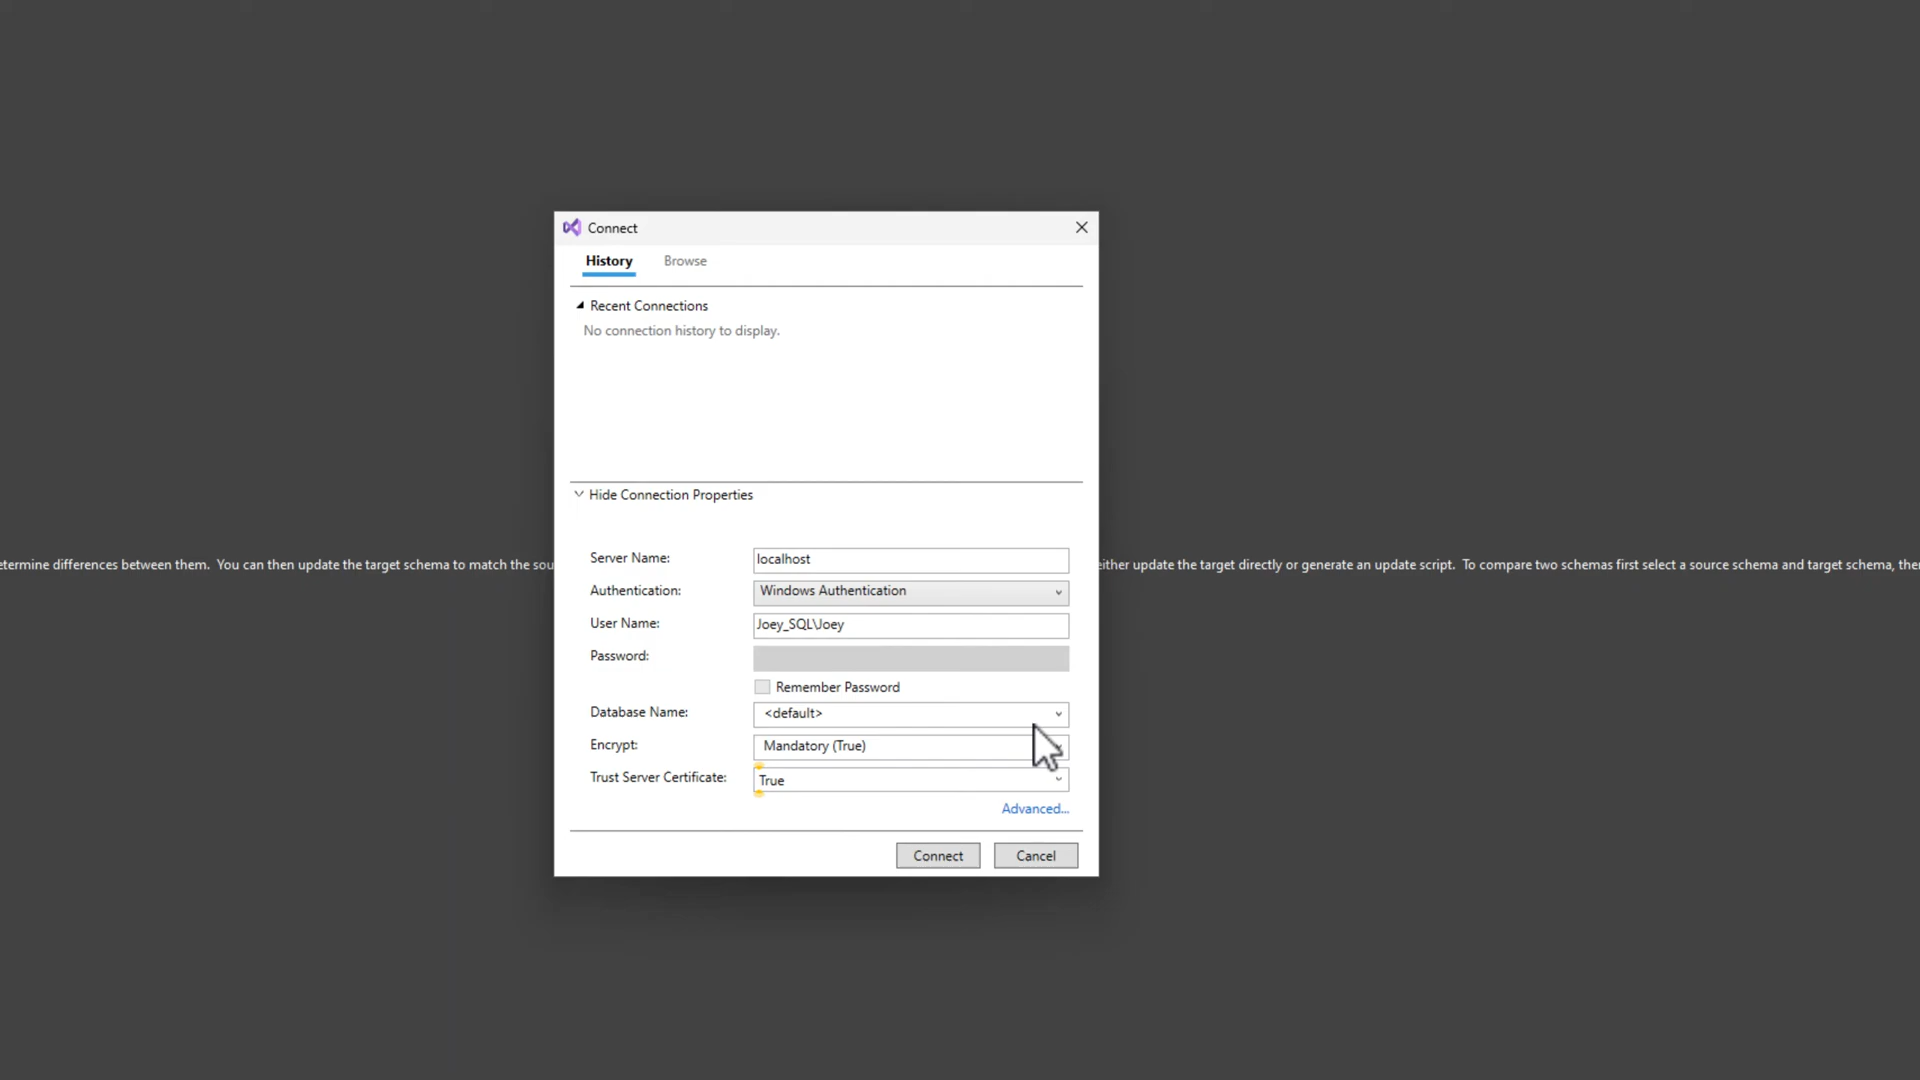 Connect
History Browse
Recent Connections
No connection history to display.
Hide Connection Properties
Server Name: localhost
etermine differences between them. You can then update the target schema to match the sou
either update the target directly or generate an update script. To compare two schemas first select a source schema and target schema, the
Authentication: Windows Authentication
User Name: Joey_SQL\Joey
Password:
Remember Password
Database Name: <default>
Encrypt: Mandatory (True)
Trust Server Certificate: True
Advanced...
Connect Cancel